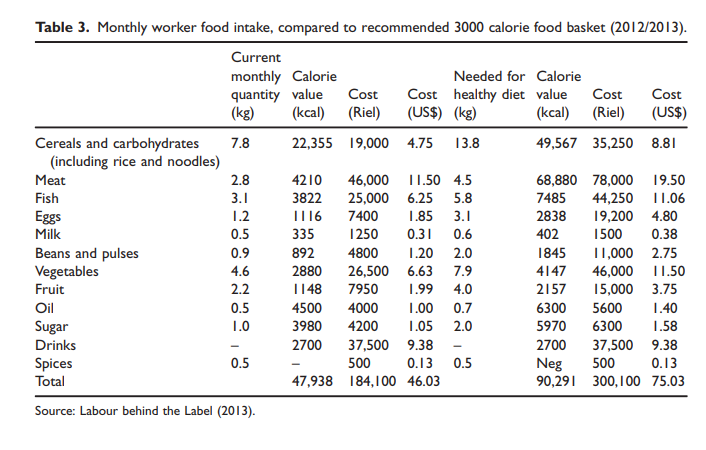 Table 3. Monthly worker food intake, compared to recommended 3000 calorie food basket (2012/2013).
Current
monthly Calorie Needed for Calorie
quantity value Cost Cost healthy diet value Cost Cost
(kg) (kcal) (Riel) (US$) (kg) (kcal) (Riel) (US$)
Cereals and carbohydrates 7.8 22,355 19,000 4.75 13.8 49,567 35,250 8.81
(including rice and noodles)
Meat 2.8 4210 46,000 11.50 4.5 68,880 78,000 19.50
Fish 3.1 3822 25,000 6.25 5.8 7485 44,250 11.06
Eggs 1.2 1116 7400 1.85 3.1 2838 19,200 4.80
Milk 0.5 335 1250 0.31 0.6 402 1500 0.38
Beans and pulses 0.9 892 4800 1.20 2.0 1845 11,000 2.75
Vegetables 4.6 2880 26,500 6.63 7.9 4147 46,000 11.50
Fruit 2.2 1148 7950 1.99 4.0 2157 15,000 3.75
Oil 0.5 4500 4000 1.00 0.7 6300 5600 1.40
Sugar 1.0 3980 4200 1.05 2.0 5970 6300 1.58
Drinks – 2700 37,500 9.38 – 2700 37,500 9.38
Spices 0.5 – 500 0.13 0.5 Neg 500 0.13
Total 47,938 184,100 46.03 90,291 300,100 75.03
Source: Labour behind the Label (2013).